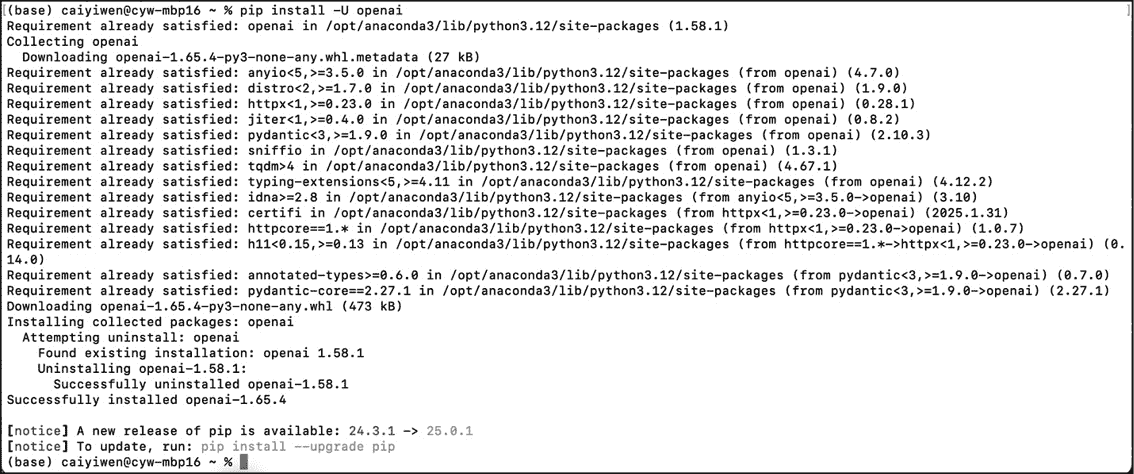 (base) caiyiwen@cyw-mbp16 ~ % pip install -U openai
Requirement already satisfied: openai in /opt/anaconda3/lib/python3.12/site-packages (1.58.1)
Collecting openai
  Downloading openai-1.65.4-py3-none-any.whl.metadata (27 kB)
Requirement already satisfied: anyio<5,>=3.5.0 in /opt/anaconda3/lib/python3.12/site-packages (from openai) (4.7.0)
Requirement already satisfied: distro<2,>=1.7.0 in /opt/anaconda3/lib/python3.12/site-packages (from openai) (1.9.0)
Requirement already satisfied: httpx<1,>=0.23.0 in /opt/anaconda3/lib/python3.12/site-packages (from openai) (0.28.1)
Requirement already satisfied: jiter<1,>=0.4.0 in /opt/anaconda3/lib/python3.12/site-packages (from openai) (0.8.2)
Requirement already satisfied: pydantic<3,>=1.9.0 in /opt/anaconda3/lib/python3.12/site-packages (from openai) (2.10.3)
Requirement already satisfied: sniffio in /opt/anaconda3/lib/python3.12/site-packages (from openai) (1.3.1)
Requirement already satisfied: tqdm>4 in /opt/anaconda3/lib/python3.12/site-packages (from openai) (4.67.1)
Requirement already satisfied: typing-extensions<5,>=4.11 in /opt/anaconda3/lib/python3.12/site-packages (from openai) (4.12.2)
Requirement already satisfied: idna>=2.8 in /opt/anaconda3/lib/python3.12/site-packages (from anyio<5,>=3.5.0->openai) (3.10)
Requirement already satisfied: certifi in /opt/anaconda3/lib/python3.12/site-packages (from httpx<1,>=0.23.0->openai) (2025.1.31)
Requirement already satisfied: httpcore==1.* in /opt/anaconda3/lib/python3.12/site-packages (from httpx<1,>=0.23.0->openai) (1.0.7)
Requirement already satisfied: h11<0.15,>=0.13 in /opt/anaconda3/lib/python3.12/site-packages (from httpcore==1.*->httpx<1,>=0.23.0->openai) (0.
14.0)
Requirement already satisfied: annotated-types>=0.6.0 in /opt/anaconda3/lib/python3.12/site-packages (from pydantic<3,>=1.9.0->openai) (0.7.0)
Requirement already satisfied: pydantic-core==2.27.1 in /opt/anaconda3/lib/python3.12/site-packages (from pydantic<3,>=1.9.0->openai) (2.27.1)
Downloading openai-1.65.4-py3-none-any.whl (473 kB)
Installing collected packages: openai
  Attempting uninstall: openai
    Found existing installation: openai 1.58.1
    Uninstalling openai-1.58.1:
      Successfully uninstalled openai-1.58.1
Successfully installed openai-1.65.4

[notice] A new release of pip is available: 24.3.1 -> 25.0.1
[notice] To update, run: pip install --upgrade pip
(base) caiyiwen@cyw-mbp16 ~ %